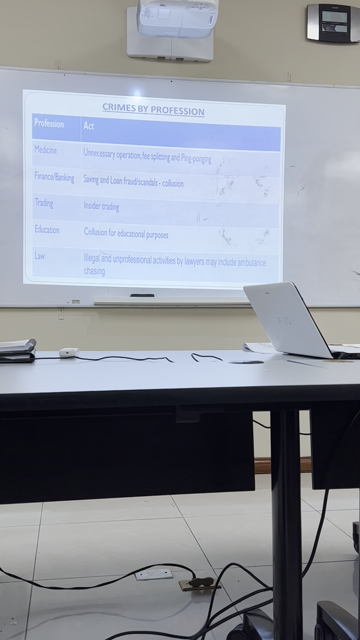 CRIMES BY PROFESSION
Profession Act
Medicine Unnecessary operation, fee splitting and Ping-ponging
Finance/Banking Saving and Loan fraud/scandals - collusion
Trading Insider trading
Education Collusion for educational purposes
Law Illegal and unprofessional activities by lawyers may include ambulance
chasing